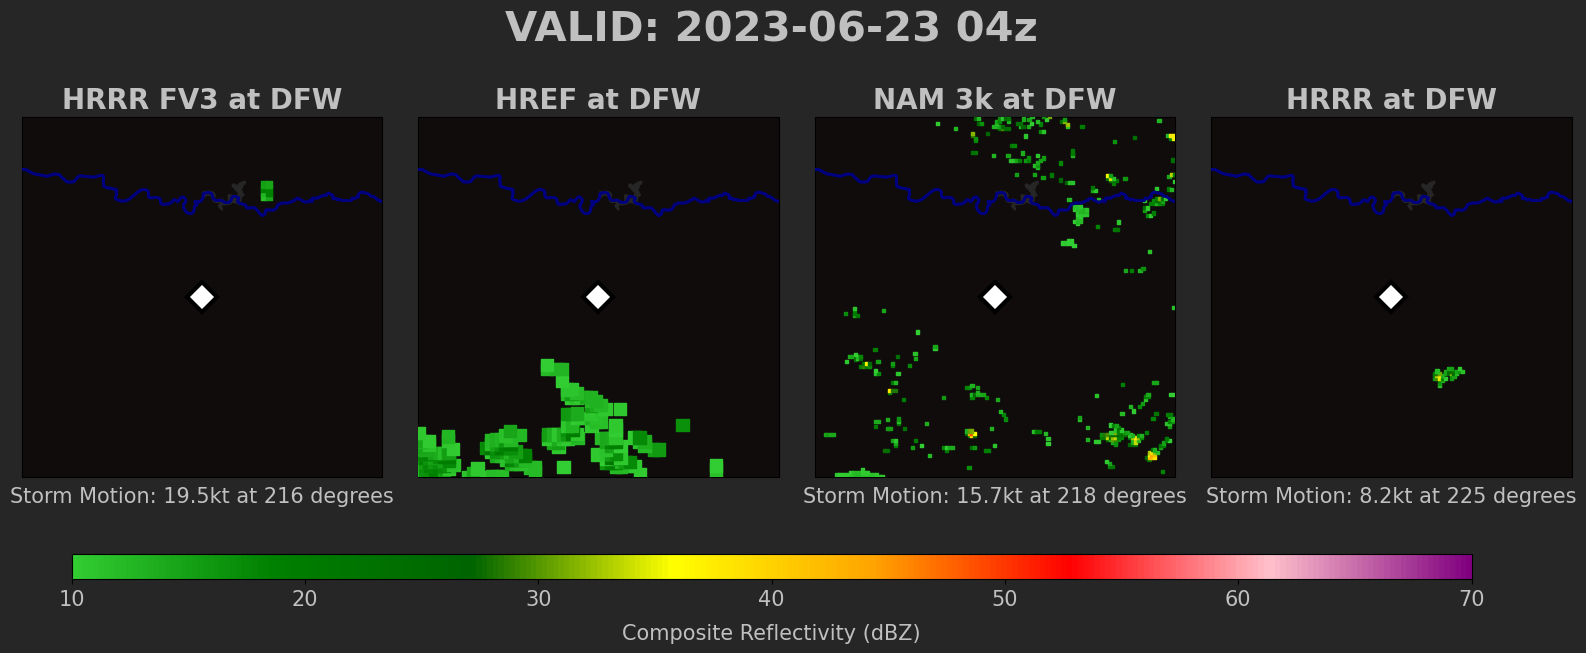 VALID: 2023-06-23 04z
HRRR FV3 at DFW
HREF at DFW
NAM 3k at DFW
HRRR at DFW
Storm Motion: 19.5kt at 216 degrees
Storm Motion: 15.7kt at 218 degrees
Storm Motion: 8.2kt at 225 degrees
10 20 30 40 50 60 70
Composite Reflectivity (dBZ)